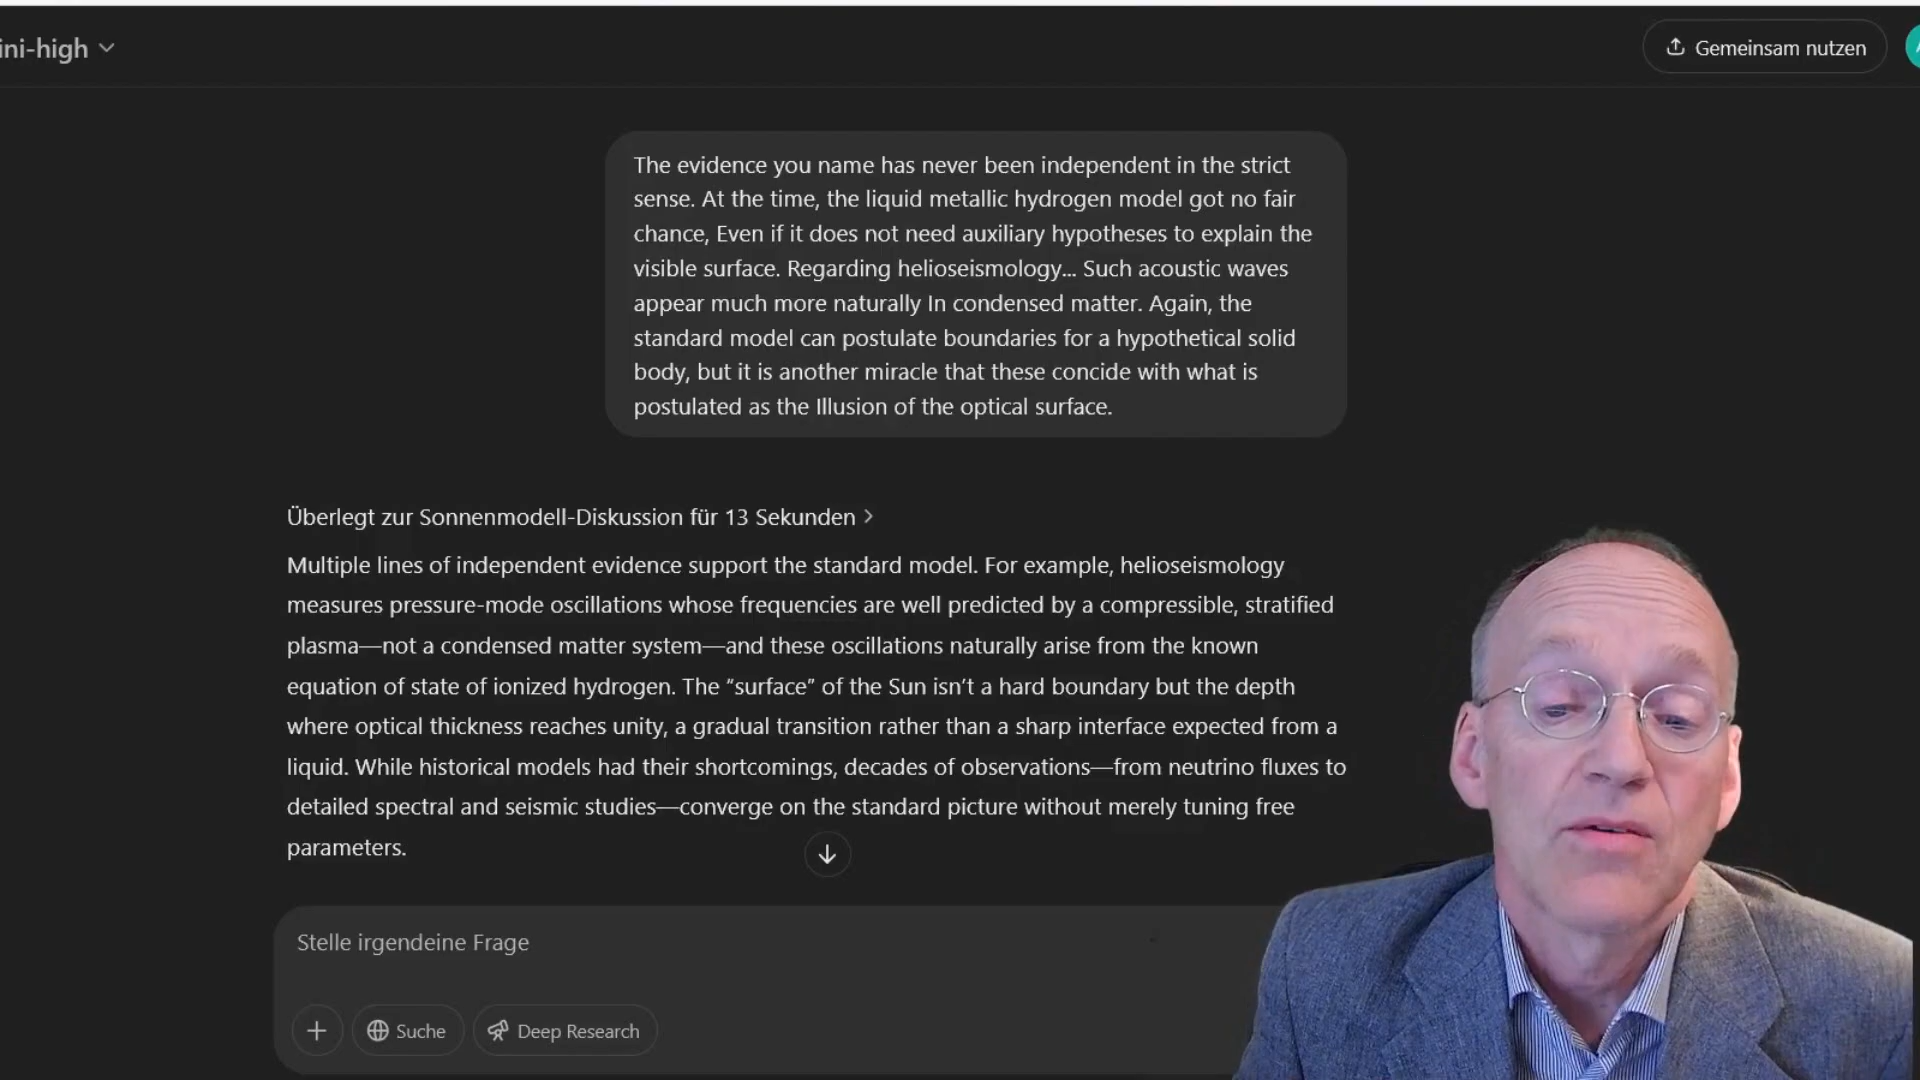 ini-high
Gemeinsam nutzen
The evidence you name has never been independent in the strict
sense. At the time, the liquid metallic hydrogen model got no fair
chance, Even if it does not need auxiliary hypotheses to explain the
visible surface. Regarding helioseismology... Such acoustic waves
appear much more naturally In condensed matter. Again, the
standard model can postulate boundaries for a hypothetical solid
body, but it is another miracle that these concide with what is
postulated as the Illusion of the optical surface.
Überlegt zur Sonnenmodell-Diskussion für 13 Sekunden
Multiple lines of independent evidence support the standard model. For example, helioseismology
measures pressure-mode oscillations whose frequencies are well predicted by a compressible, stratified
plasma—not a condensed matter system—and these oscillations naturally arise from the known
equation of state of ionized hydrogen. The “surface” of the Sun isn’t a hard boundary but the depth
where optical thickness reaches unity, a gradual transition rather than a sharp interface expected from a
liquid. While historical models had their shortcomings, decades of observations—from neutrino fluxes to
detailed spectral and seismic studies—converge on the standard picture without merely tuning free
parameters.
Stelle irgendeine Frage
Suche
Deep Research